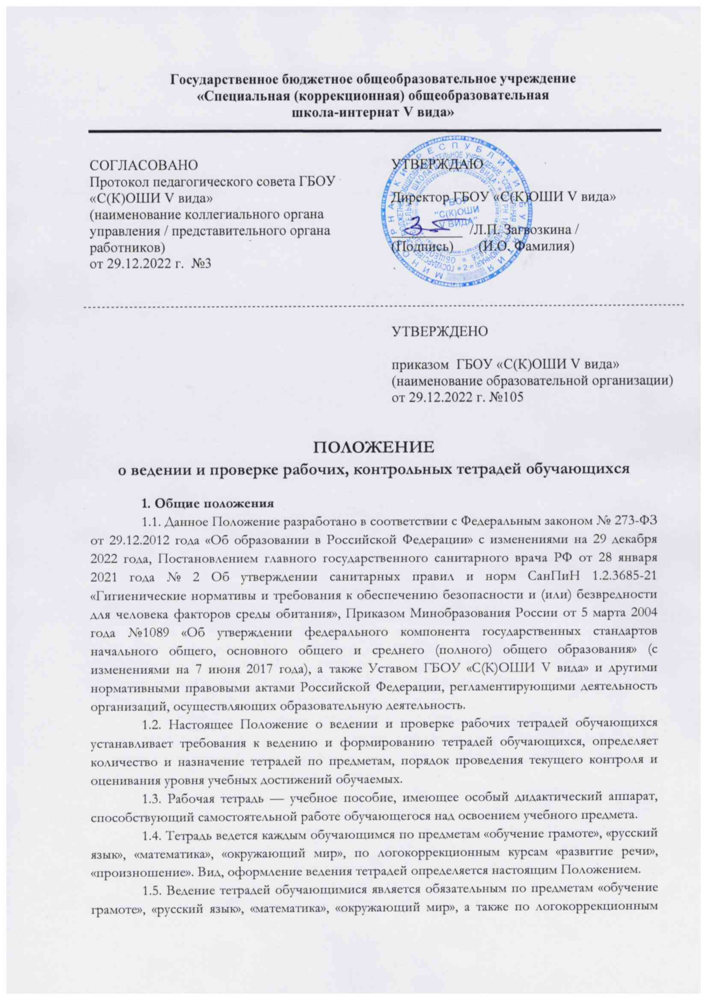 Государственное бюджетное общеобразовательное учреждение
«Специальная (коррекционная) общеобразовательная
школа-интернат V вида»
СОГЛАСОВАНО
Протокол педагогического совета ГБОУ
«С(К)ОШИ V вида»
(наименование коллегиального органа
управления / представительного органа
работников)
от 29.12.2022 г. №3
УТВЕРЖДАЮ
Директор ГБОУ «С(К)ОШИ V вида»
/Л.П. Загвозкина /
(Подпись) (И.О. Фамилия)
ГБОУ
"С(К)ОШИ
V ВИДА"
УТВЕРЖДЕНО
приказом ГБОУ «С(К)ОШИ V вида»
(наименование образовательной организации)
от 29.12.2022 г. №105
ПОЛОЖЕНИЕ
о ведении и проверке рабочих, контрольных тетрадей обучающихся
1. Общие положения
1.1. Данное Положение разработано в соответствии с Федеральным законом № 273-ФЗ
от 29.12.2012 года «Об образовании в Российской Федерации» с изменениями на 29 декабря
2022 года, Постановлением главного государственного санитарного врача РФ от 28 января
2021 года № 2 Об утверждении санитарных правил и норм СанПиН 1.2.3685-21
«Гигиенические нормативы и требования к обеспечению безопасности и (или) безвредности
для человека факторов среды обитания», Приказом Минобразования России от 5 марта 2004
года №1089 «Об утверждении федерального компонента государственных стандартов
начального общего, основного общего и среднего (полного) общего образования» (с
изменениями на 7 июня 2017 года), а также Уставом ГБОУ «С(К)ОШИ V вида» и другими
нормативными правовыми актами Российской Федерации, регламентирующими деятельность
организаций, осуществляющих образовательную деятельность.
1.2. Настоящее Положение о ведении и проверке рабочих тетрадей обучающихся
устанавливает требования к ведению и формированию тетрадей обучающихся, определяет
количество и назначение тетрадей по предметам, порядок проведения текущего контроля и
оценивания уровня учебных достижений обучаемых.
1.3. Рабочая тетрадь — учебное пособие, имеющее особый дидактический аппарат,
способствующий самостоятельной работе обучающегося над освоением учебного предмета.
1.4. Тетрадь ведется каждым обучающимся по предметам «обучение грамоте», «русский
язык», «математика», «окружающий мир», по логокоррекционным курсам «развитие речи»,
«произношение». Вид, оформление ведения тетрадей определяется настоящим Положением.
1.5. Ведение тетрадей обучающимися является обязательным по предметам «обучение
грамоте», «русский язык», «математика», «окружающий мир», а также по логокоррекционным